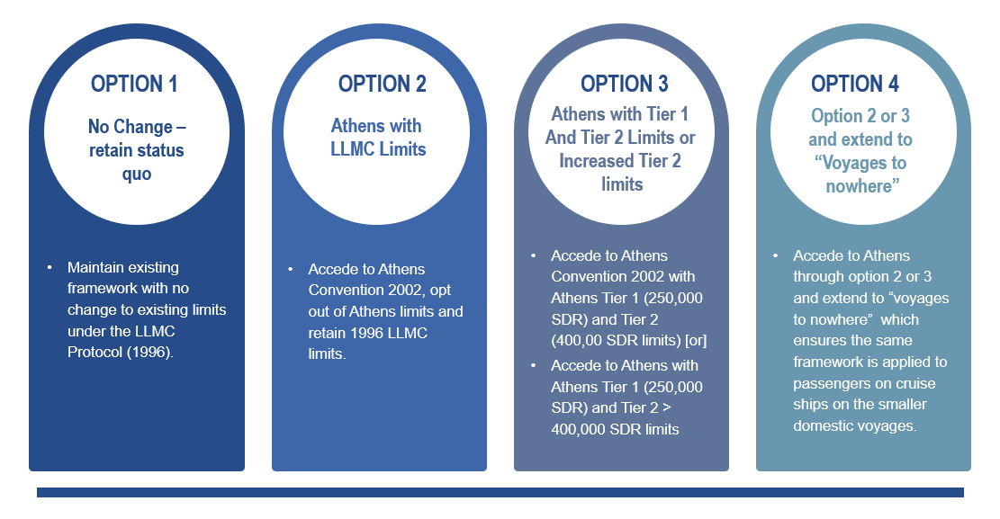 OPTION 1
No Change –
retain status
quo
• Maintain existing
framework with no
change to existing limits
under the LLMC
Protocol (1996).
OPTION 2
Athens with
LLMC Limits
• Accede to Athens
Convention 2002, opt
out of Athens limits and
retain 1996 LLMC
limits.
OPTION 3
Athens with Tier 1
And Tier 2 Limits or
Increased Tier 2
limits
• Accede to Athens
Convention 2002 with
Athens Tier 1 (250,000
SDR) and Tier 2
(400,00 SDR limits) [or]
• Accede to Athens with
Athens Tier 1 (250,000
SDR) and Tier 2 >
400,000 SDR limits
OPTION 4
Option 2 or 3
and extend to
“Voyages to
nowhere”
• Accede to Athens
through option 2 or 3
and extend to “voyages
to nowhere” which
ensures the same
framework is applied to
passengers on cruise
ships on the smaller
domestic voyages.